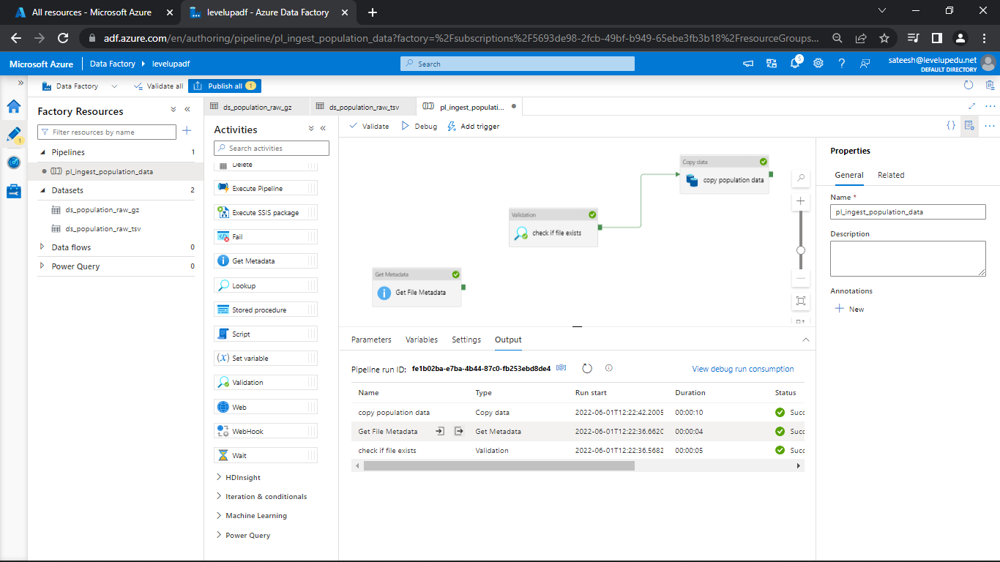 All resources - Microsoft Azure
levelupadf - Azure Data Factory
adf.azure.com/en/authoring/pipeline/pl_ingest_population_data?factory=%2Fsubscriptions%2F5693de98-2fcb-49bf-b949-65ebe3fb3b18%2FresourceGroups...
Microsoft Azure
Data Factory
levelupadf
Search
5
sateesh@levelupedu.net
DEFAULT DIRECTORY
Data Factory
Validate all
Publish all 1
1
Factory Resources
Filter resources by name
Pipelines 1
pl_ingest_population_data
Datasets 2
ds_population_raw_gz
ds_population_raw_tsv
Data flows 0
Power Query 0
ds_population_raw_gz
ds_population_raw_tsv
pl_ingest_populati...
Activities
Search activities
Delete
Execute Pipeline
Execute SSIS package
Fail
Get Metadata
Lookup
Stored procedure
Script
(x) Set variable
Validation
Web
WebHook
Wait
HDInsight
Iteration & conditionals
Machine Learning
Power Query
Validate
Debug
Add trigger
{}
Copy data
copy population data
Validation
check if file exists
Get Metadata
Get File Metadata
Parameters Variables Settings Output
Pipeline run ID: fe1b02ba-e7ba-4b44-87c0-fb253ebd8de4
View debug run consumption
Name Type Run start Duration Status
copy population data Copy data 2022-06-01T12:22:42.2005 00:00:10 Succ
Get File Metadata Get Metadata 2022-06-01T12:22:36.6620 00:00:04 Succ
check if file exists Validation 2022-06-01T12:22:36.5682 00:00:05 Succ
Properties
General Related
Name *
pl_ingest_population_data
Description
Annotations
New